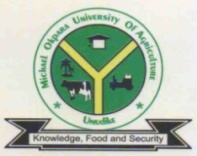 Michael Okpara University Of Agriculture
Umudike
Knowledge, Food and Security